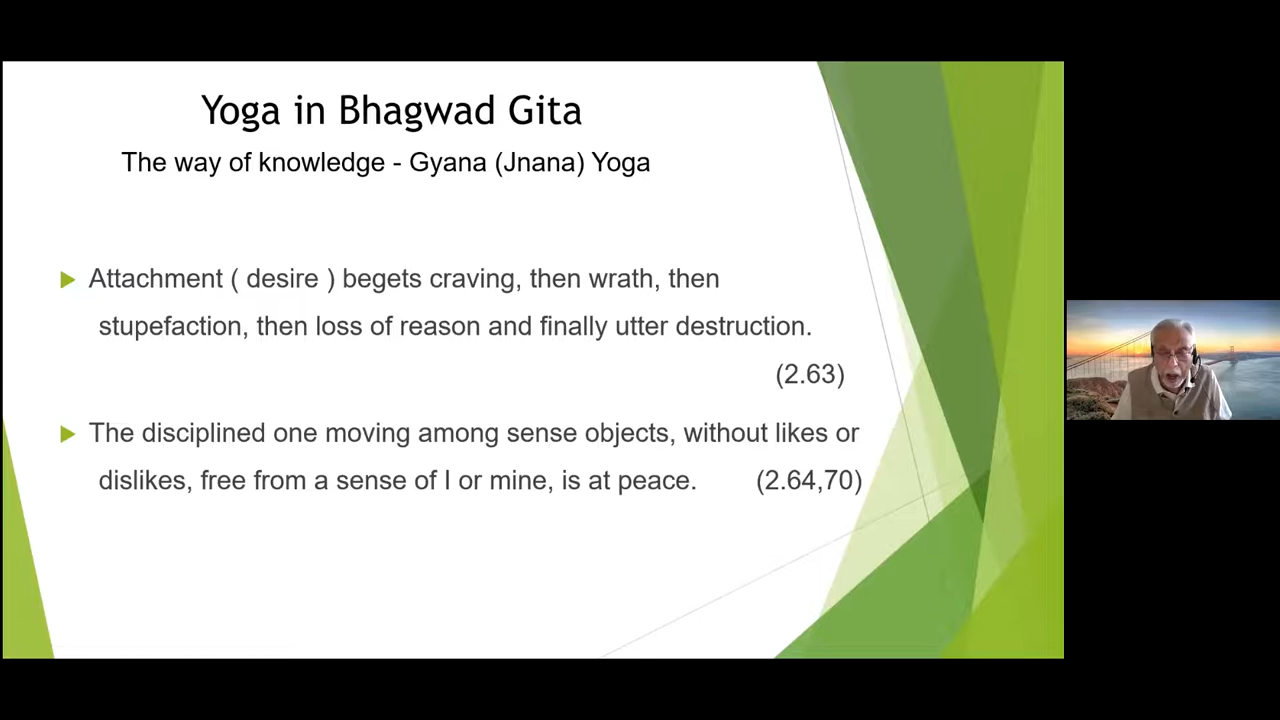 Yoga in Bhagwad Gita
The way of knowledge - Gyana (Jnana) Yoga
Attachment ( desire ) begets craving, then wrath, then
stupefaction, then loss of reason and finally utter destruction.
(2.63)
The disciplined one moving among sense objects, without likes or
dislikes, free from a sense of I or mine, is at peace. (2.64,70)